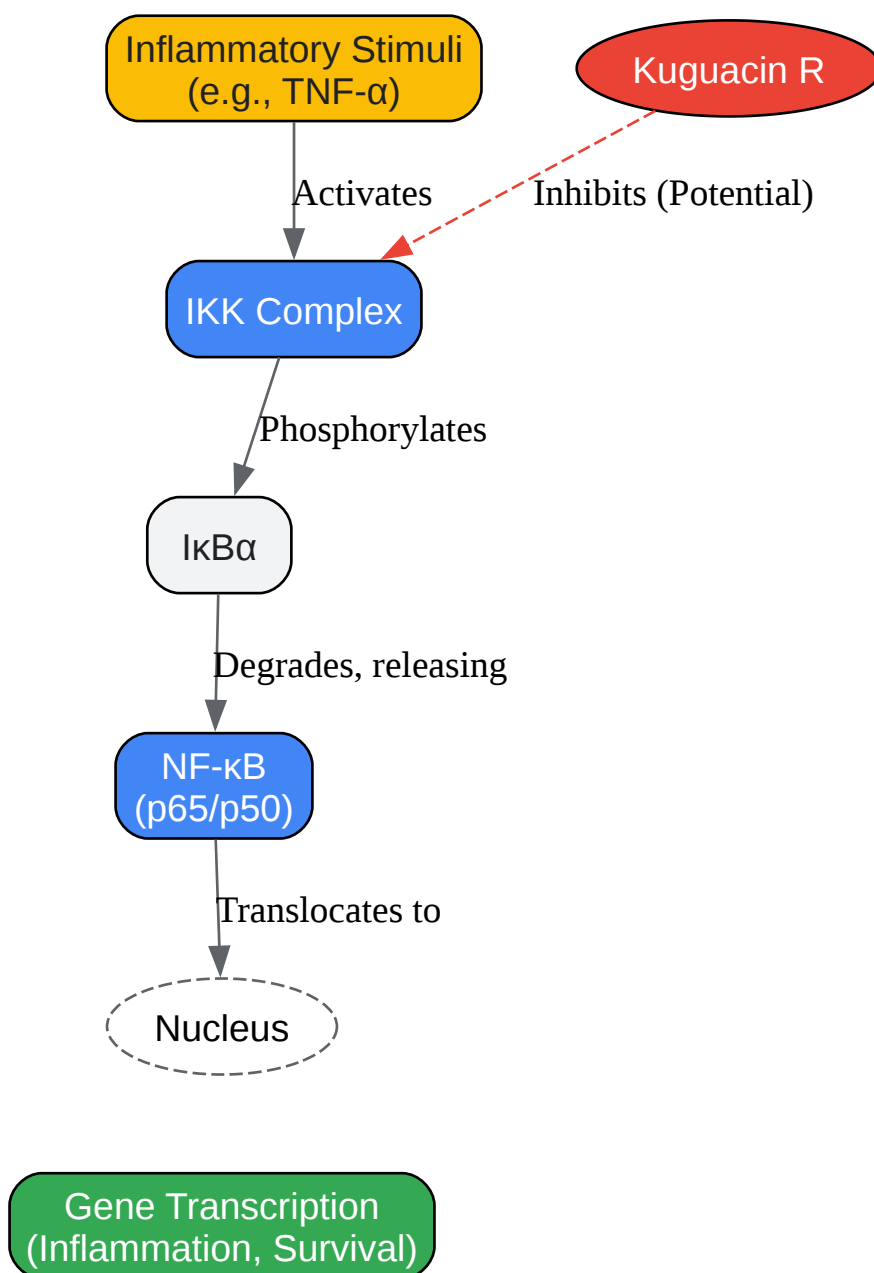 Inflammatory Stimuli
(e.g., TNF-α)
Kuguacin R
Activates
Inhibits (Potential)
IKK Complex
Phosphorylates
IκBα
Degrades, releasing
NF-κB
(p65/p50)
Translocates to
Nucleus
Gene Transcription
(Inflammation, Survival)